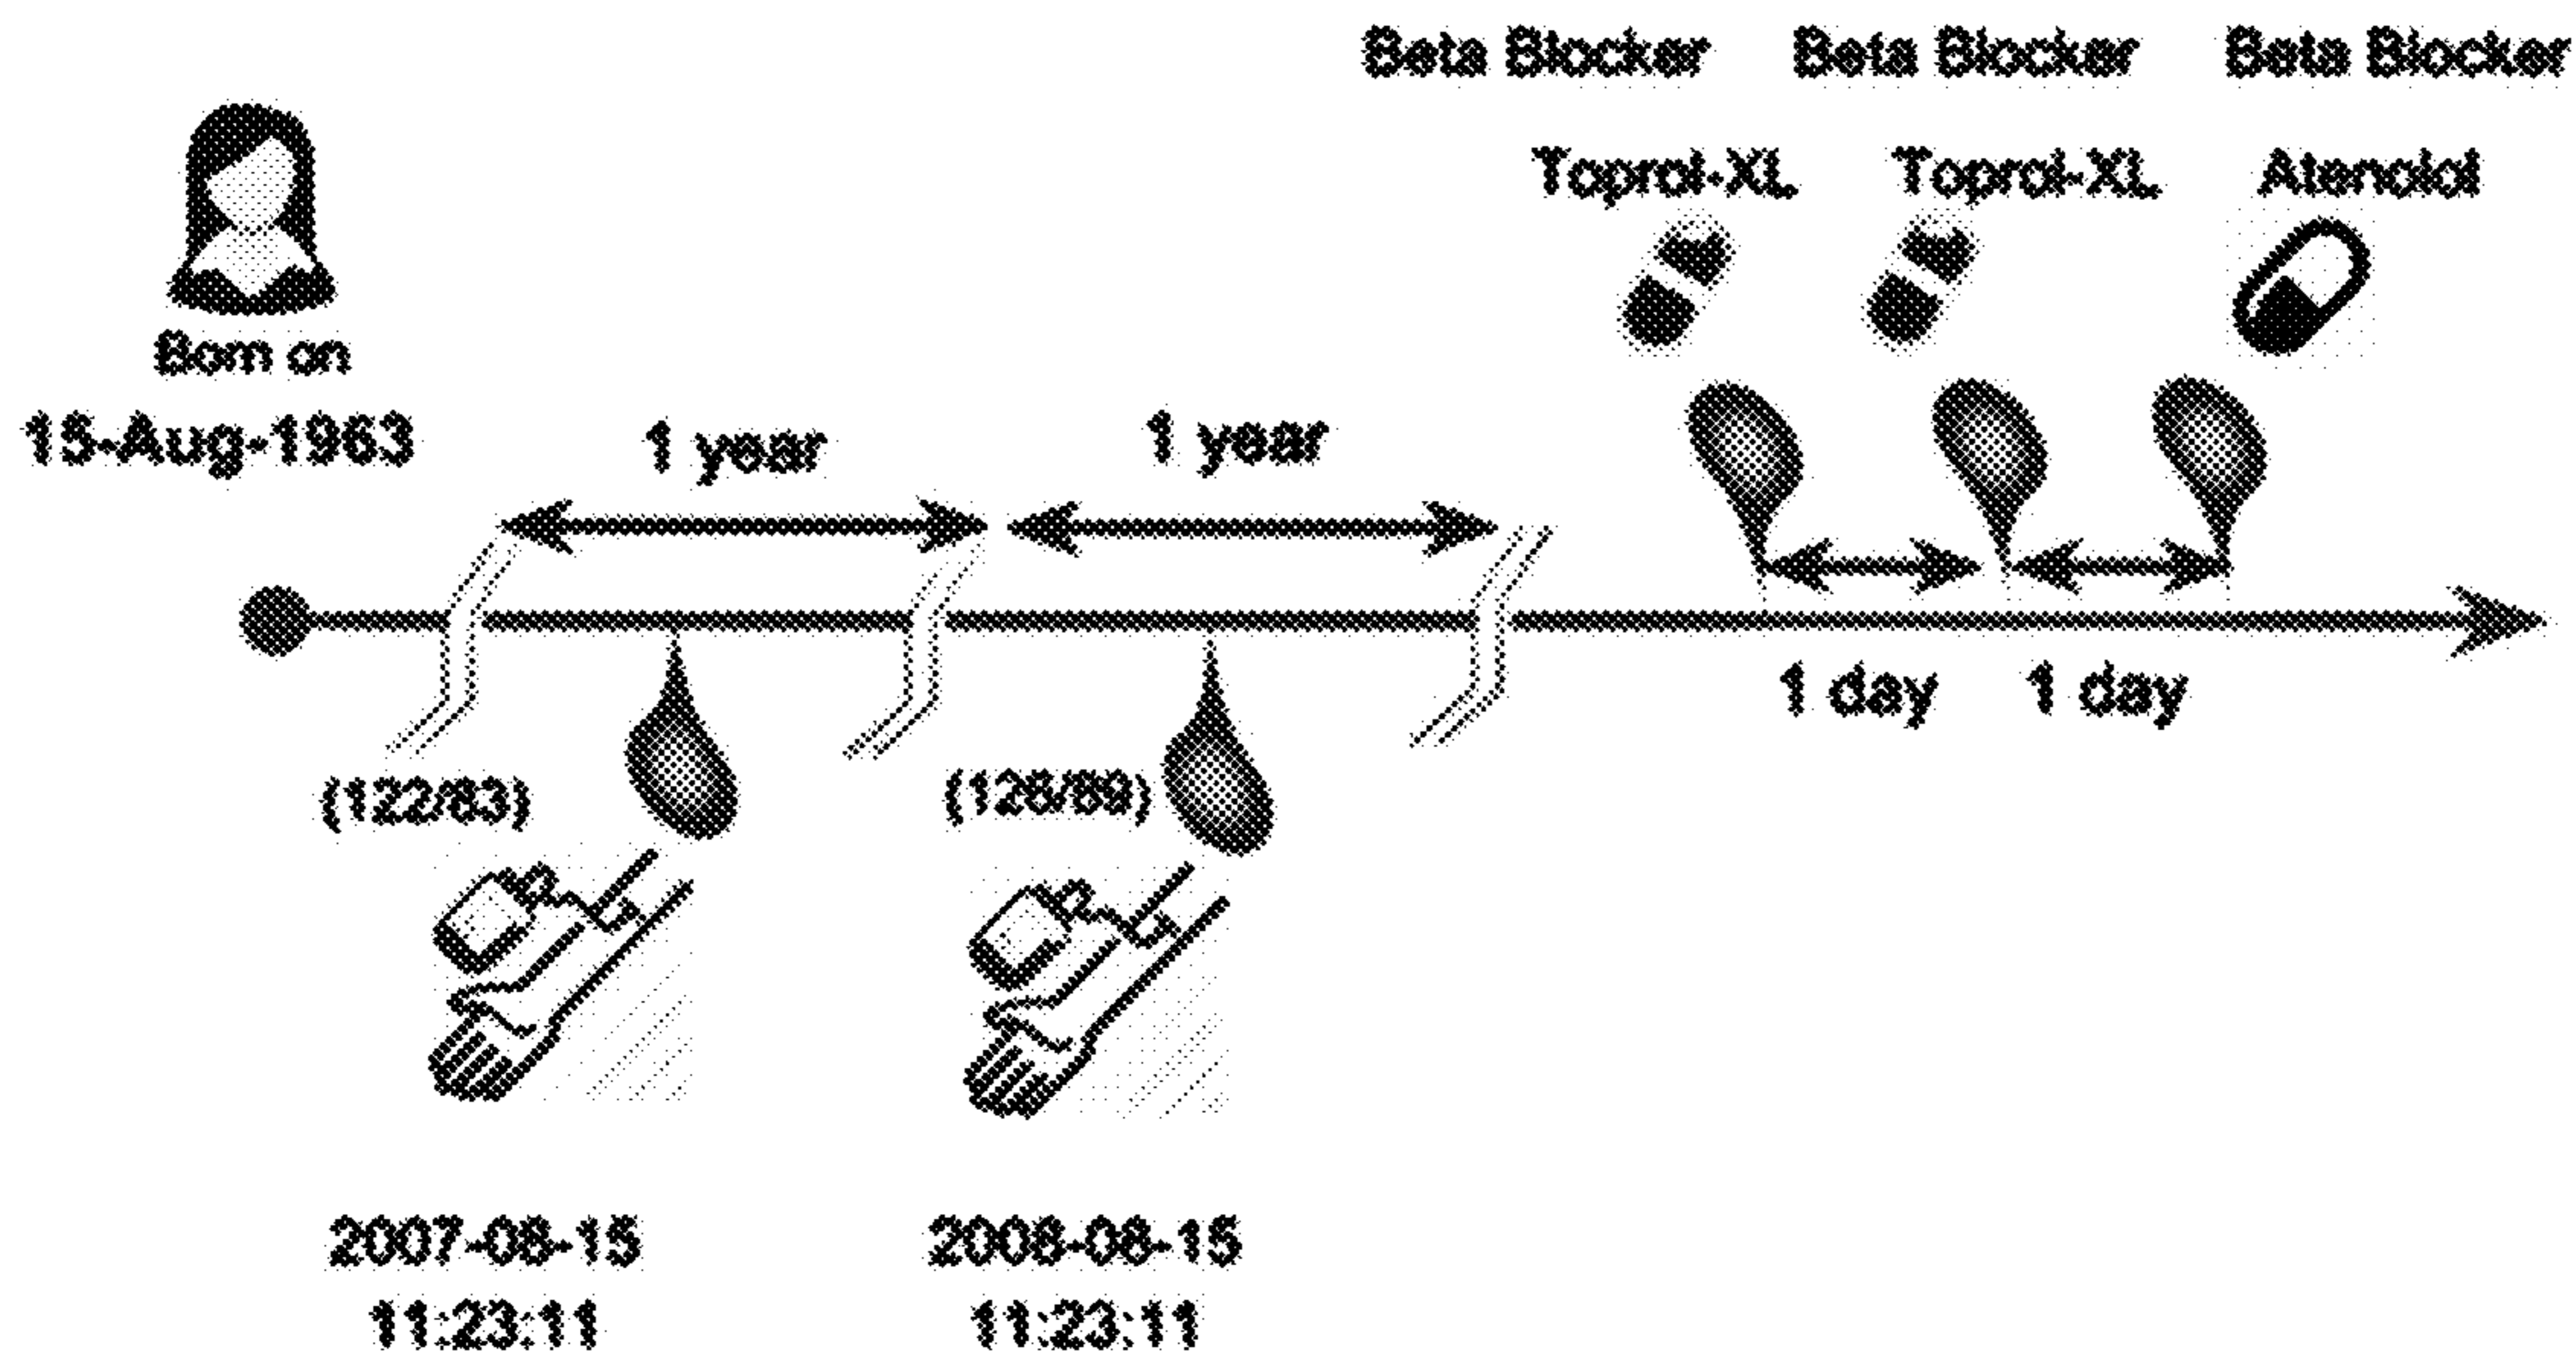 Beta Blocker Beta Blocker Beta Blocker
Toprol-XL Toprol-XL Atenolol
Born on
15-Aug-1963
1 year 1 year
1 day 1 day
(122/83) (128/89)
2007-08-15 2008-08-15
11:23:11 11:23:11